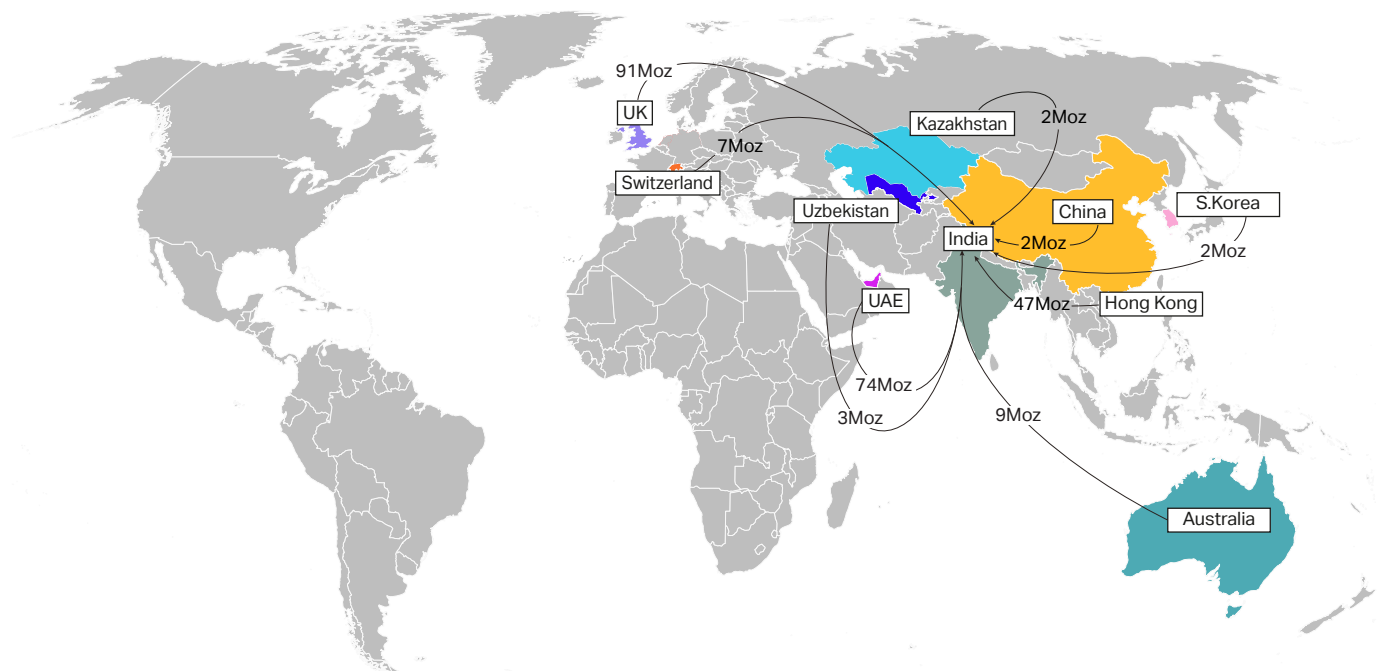 91Moz
UK
Kazakhstan
2Moz
7Moz
Switzerland
Uzbekistan
China
S.Korea
India
2Moz
2Moz
UAE
47Moz
Hong Kong
74Moz
3Moz
9Moz
Australia